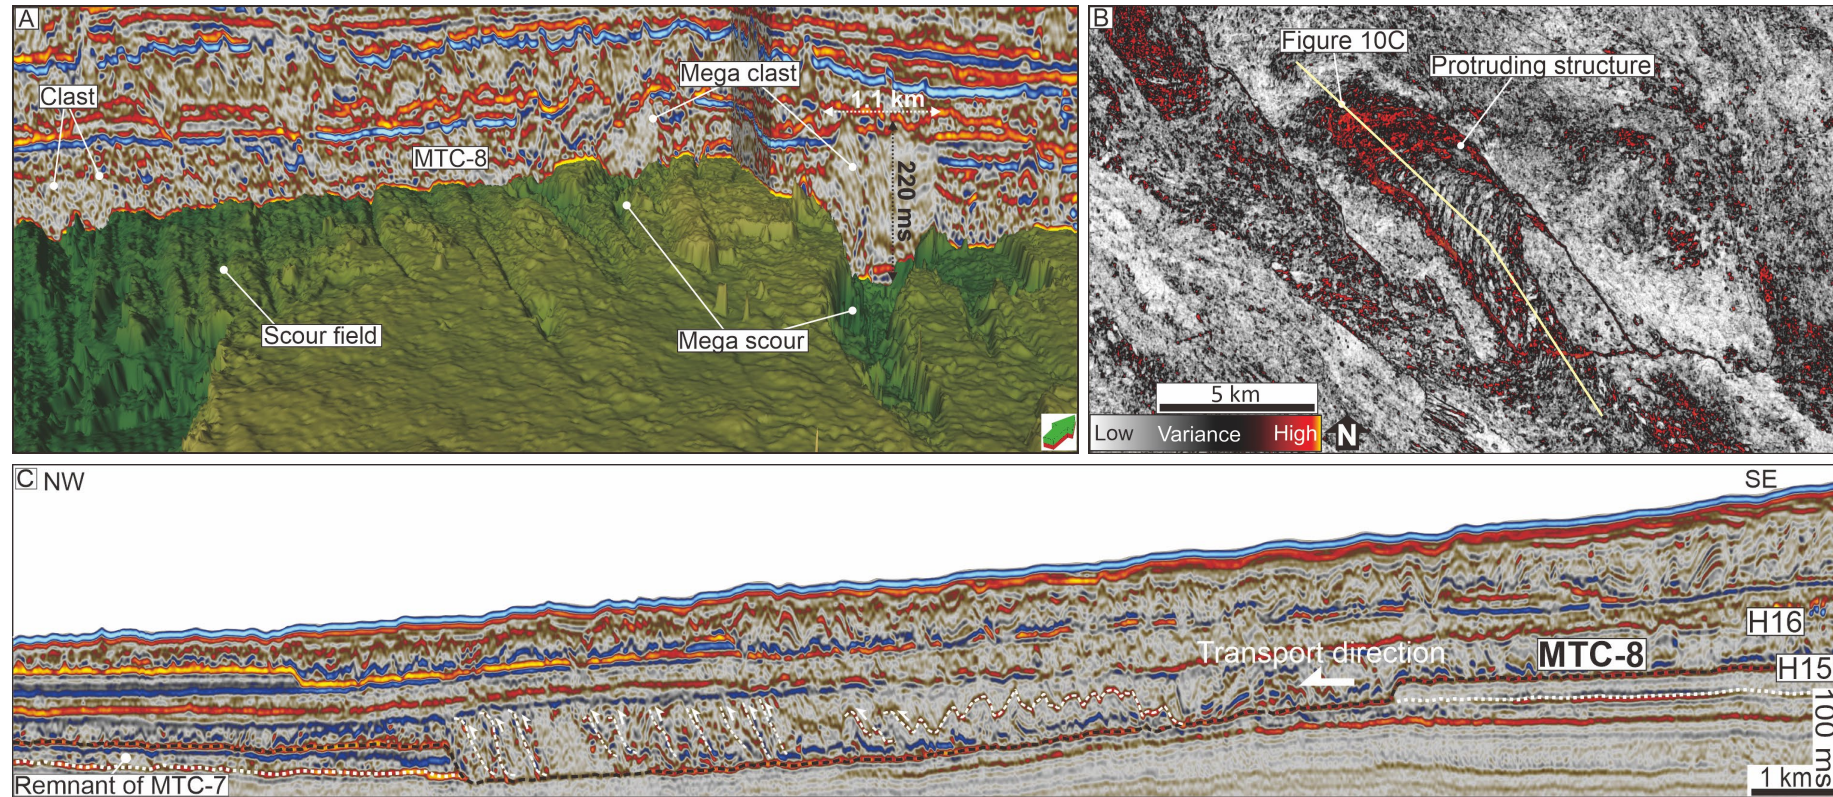 A
Clast
Mega clast
1.1 km
MTC-8
220 ms
Scour field
Mega scour
B
Figure 10C
Protruding structure
5 km
Low Variance High
N
C NW
SE
Transport direction
MTC-8
H16
H15
100 ms
Remnant of MTC-7
1 km